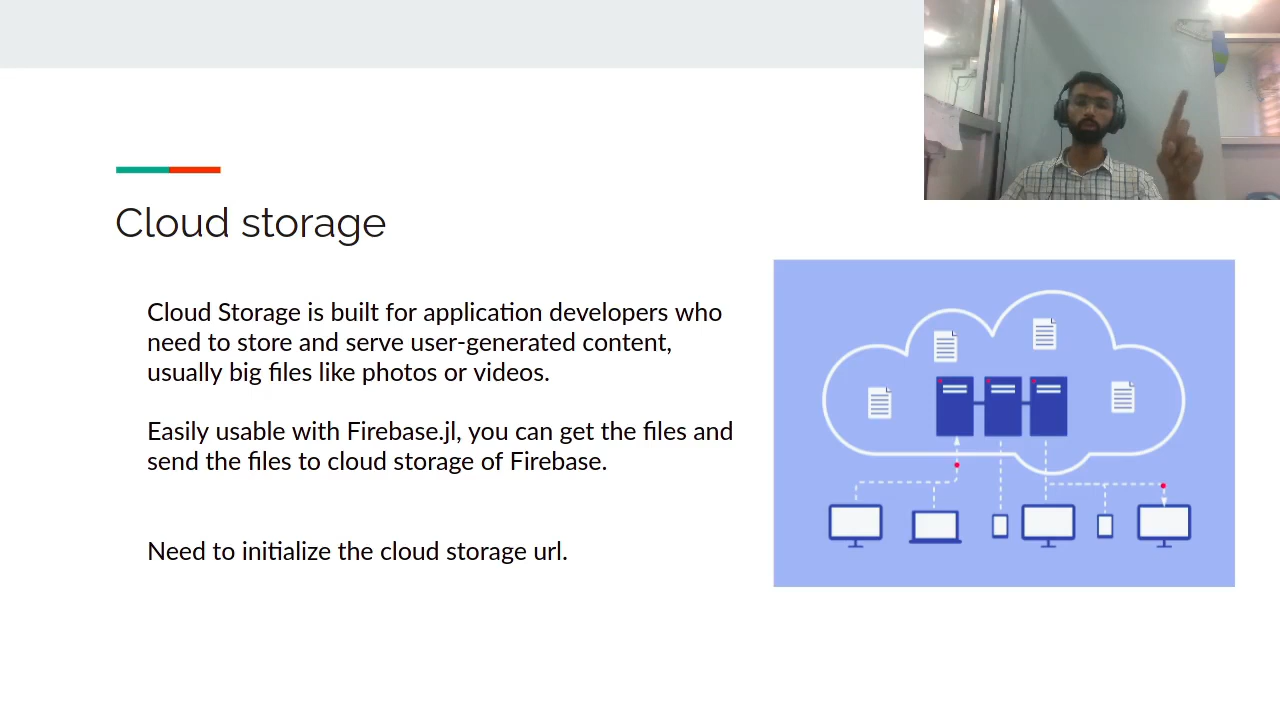 Cloud storage
Cloud Storage is built for application developers who
need to store and serve user-generated content,
usually big files like photos or videos.
Easily usable with Firebase.jl, you can get the files and
send the files to cloud storage of Firebase.
Need to initialize the cloud storage url.